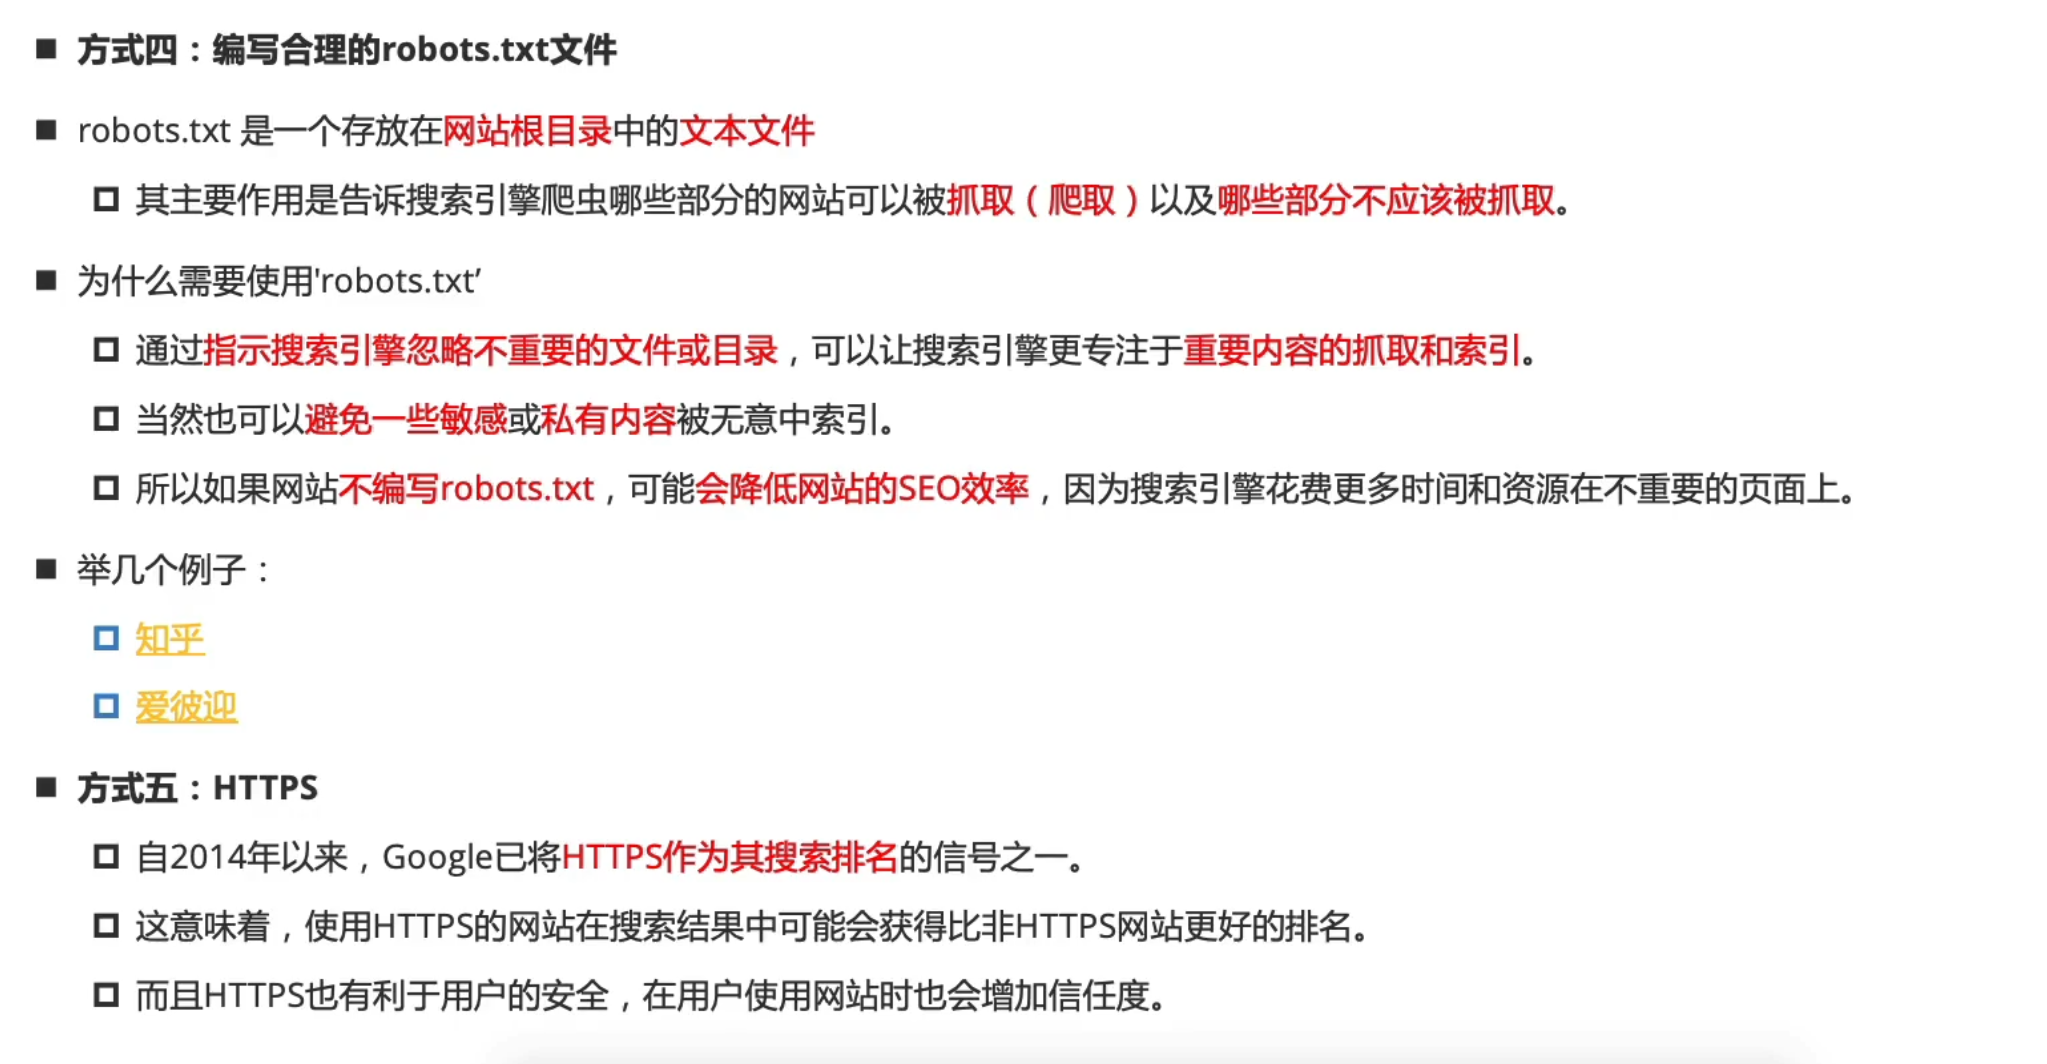 方式四：编写合理的robots.txt文件
robots.txt 是一个存放在网站根目录中的文本文件
其主要作用是告诉搜索引擎爬虫哪些部分的网站可以被抓取（爬取）以及哪些部分不应该被抓取。
为什么需要使用'robots.txt’
通过指示搜索引擎忽略不重要的文件或目录，可以让搜索引擎更专注于重要内容的抓取和索引。
当然也可以避免一些敏感或私有内容被无意中索引。
所以如果网站不编写robots.txt，可能会降低网站的SEO效率，因为搜索引擎花费更多时间和资源在不重要的页面上。
举几个例子：
知乎
爱彼迎
方式五：HTTPS
自2014年以来，Google已将HTTPS作为其搜索排名的信号之一。
这意味着，使用HTTPS的网站在搜索结果中可能会获得比非HTTPS网站更好的排名。
而且HTTPS也有利于用户的安全，在用户使用网站时也会增加信任度。